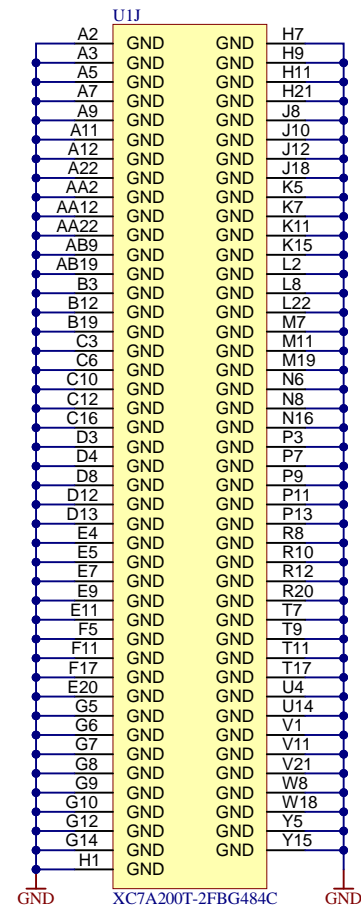 U1J
A2 GND GND H7
A3 GND GND H9
A5 GND GND H11
A7 GND GND H21
A9 GND GND J8
A11 GND GND J10
A12 GND GND J12
A22 GND GND J18
AA2 GND GND K5
AA12 GND GND K7
AA22 GND GND K11
AB9 GND GND K15
AB19 GND GND L2
B3 GND GND L8
B12 GND GND L22
B19 GND GND M7
C3 GND GND M11
C6 GND GND M19
C10 GND GND N6
C12 GND GND N8
C16 GND GND N16
D3 GND GND P3
D4 GND GND P7
D8 GND GND P9
D12 GND GND P11
D13 GND GND P13
E4 GND GND R8
E5 GND GND R10
E7 GND GND R12
E9 GND GND R20
E11 GND GND T7
F5 GND GND T9
F11 GND GND T11
F17 GND GND T17
E20 GND GND U4
G5 GND GND U14
G6 GND GND V1
G7 GND GND V11
G8 GND GND V21
G9 GND GND W8
G10 GND GND W18
G12 GND GND Y5
G14 GND GND Y15
H1 GND
GND XC7A200T-2FBG484C GND